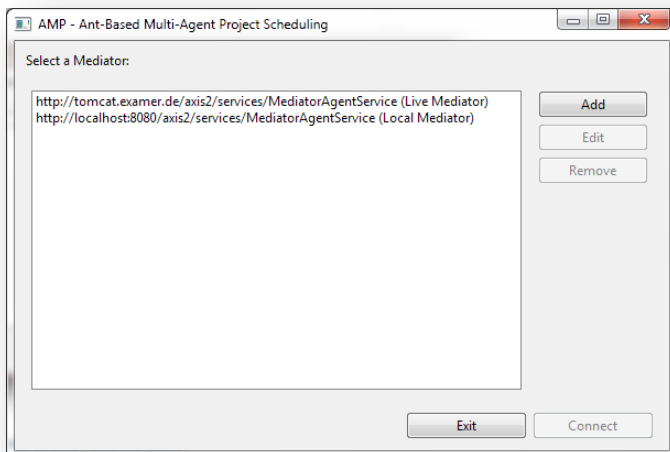 AMP - Ant-Based Multi-Agent Project Scheduling
Select a Mediator:
http://tomcat.examer.de/axis2/services/MediatorAgentService (Live Mediator)
http://localhost:8080/axis2/services/MediatorAgentService (Local Mediator)
Add
Edit
Remove
Exit
Connect